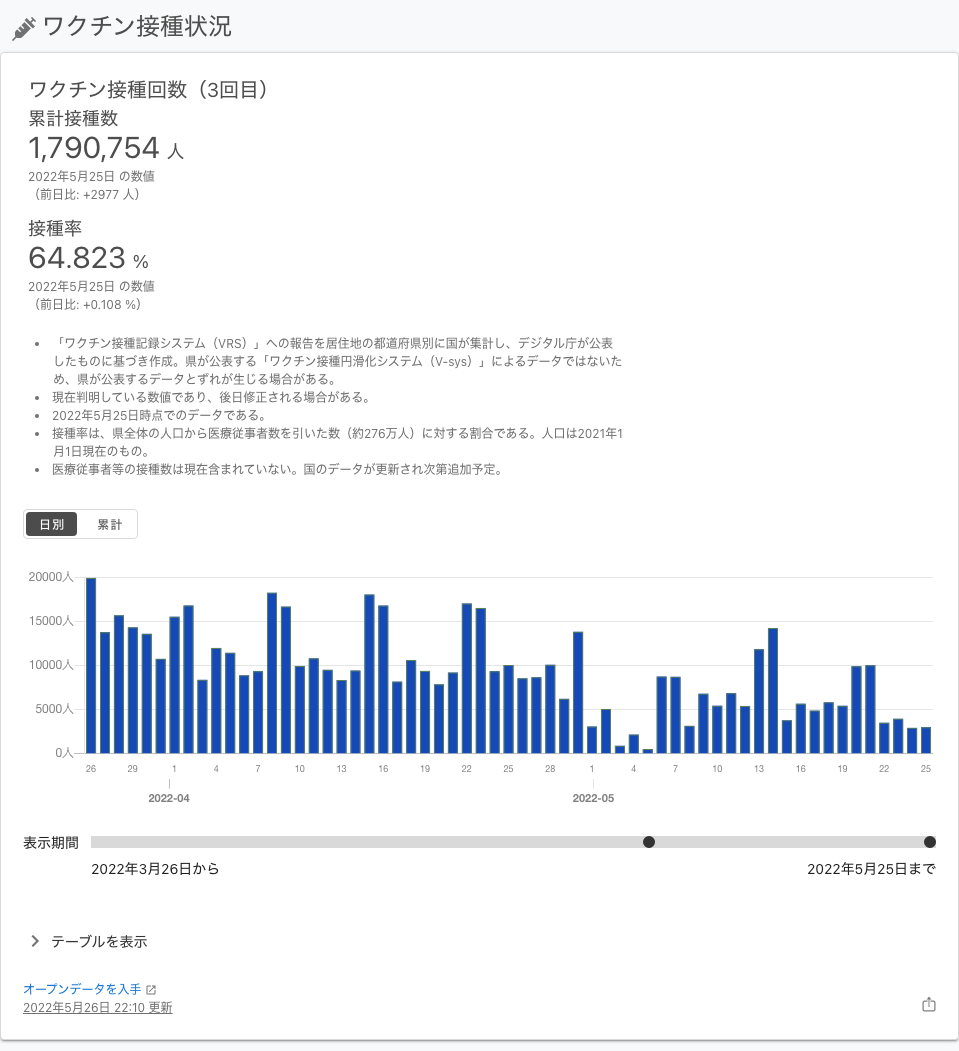 ワクチン接種状況
ワクチン接種回数（3回目）
累計接種数
1,790,754 人
2022年5月25日 の数値
（前日比: +2977 人）
接種率
64.823 %
2022年5月25日 の数値
（前日比: +0.108 %）
• 「ワクチン接種記録システム（VRS）」への報告を居住地の都道府県別に国が集計し、デジタル庁が公表
したものに基づき作成。県が公表する「ワクチン接種円滑化システム（V-sys）」によるデータではないた
め、県が公表するデータとずれが生じる場合がある。
• 現在判明している数値であり、後日修正される場合がある。
• 2022年5月25日時点でのデータである。
• 接種率は、県全体の人口から医療従事者数を引いた数（約276万人）に対する割合である。人口は2021年1
月1日現在のもの。
• 医療従事者等の接種数は現在含まれていない。国のデータが更新され次第追加予定。
日別 累計
20000人
15000人
10000人
5000人
0人
26 29 1 4 7 10 13 16 19 22 25 28 1 4 7 10 13 16 19 22 25
2022-04 2022-05
表示期間
2022年3月26日から 2022年5月25日まで
テーブルを表示
オープンデータを入手
2022年5月26日 22:10 更新